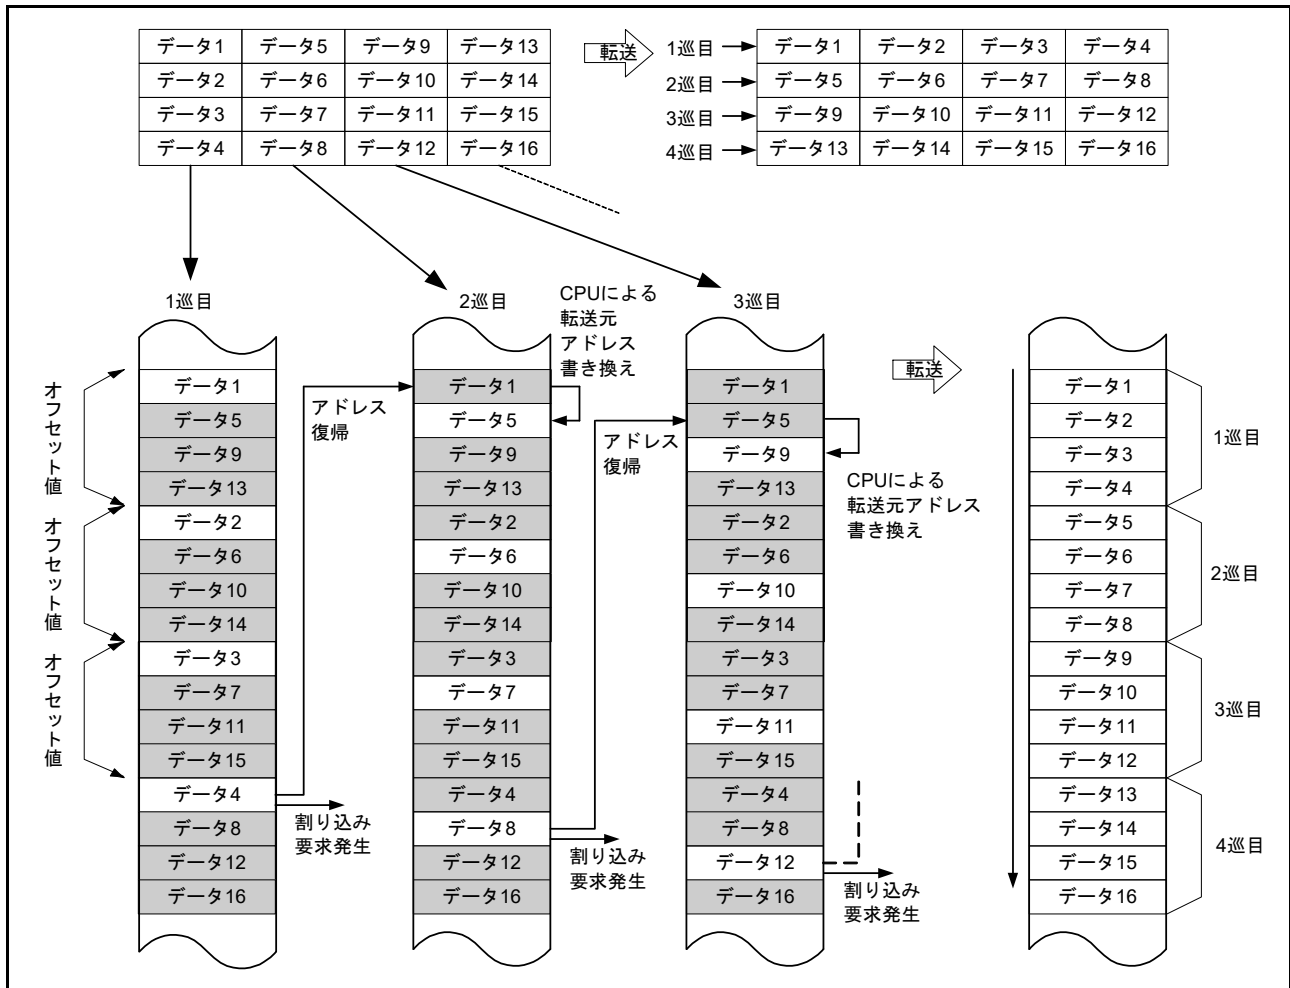 データ1 データ5 データ9 データ13
データ2 データ6 データ10 データ14
データ3 データ7 データ11 データ15
データ4 データ8 データ12 データ16
転送
1巡目 データ1 データ2 データ3 データ4
2巡目 データ5 データ6 データ7 データ8
3巡目 データ9 データ10 データ11 データ12
4巡目 データ13 データ14 データ15 データ16
1巡目
データ1
データ5
データ9
データ13
データ2
データ6
データ10
データ14
データ3
データ7
データ11
データ15
データ4
データ8
データ12
データ16
オフセット値
オフセット値
オフセット値
割り込み
要求発生
アドレス
復帰
2巡目
データ1
データ5
データ9
データ13
データ2
データ6
データ10
データ14
データ3
データ7
データ11
データ15
データ4
データ8
データ12
データ16
CPUによる
転送元
アドレス
書き換え
割り込み
要求発生
アドレス
復帰
3巡目
データ1
データ5
データ9
データ13
データ2
データ6
データ10
データ14
データ3
データ7
データ11
データ15
データ4
データ8
データ12
データ16
CPUによる
転送元アドレス
書き換え
割り込み
要求発生
転送
データ1
データ2
データ3
データ4
データ5
データ6
データ7
データ8
データ9
データ10
データ11
データ12
データ13
データ14
データ15
データ16
1巡目
2巡目
3巡目
4巡目